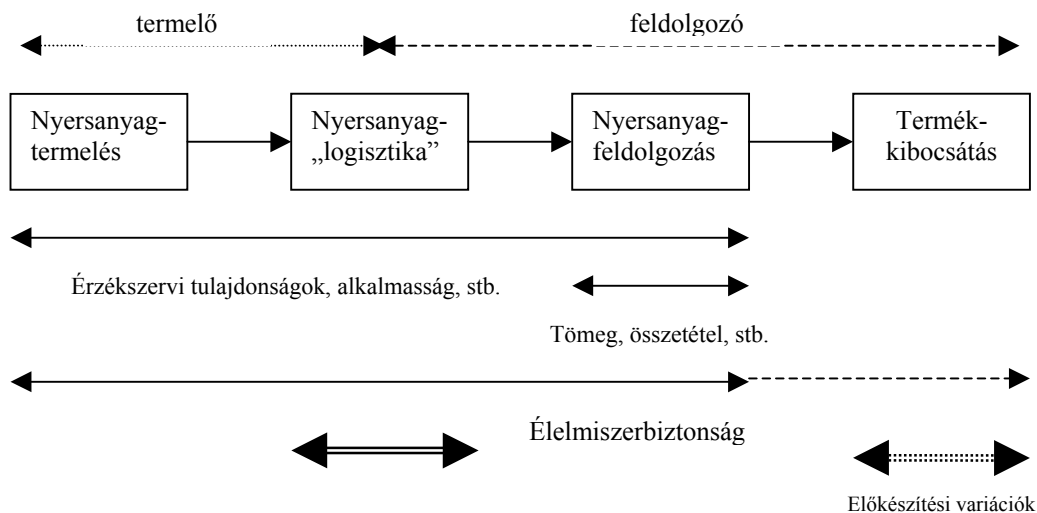 termelő
feldolgozó
Nyersanyag-
termelés
Nyersanyag-
„logisztika”
Nyersanyag-
feldolgozás
Termék-
kibocsátás
Érzékszervi tulajdonságok, alkalmasság, stb.
Tömeg, összetétel, stb.
Élelmiszerbiztonság
Előkészítési variációk